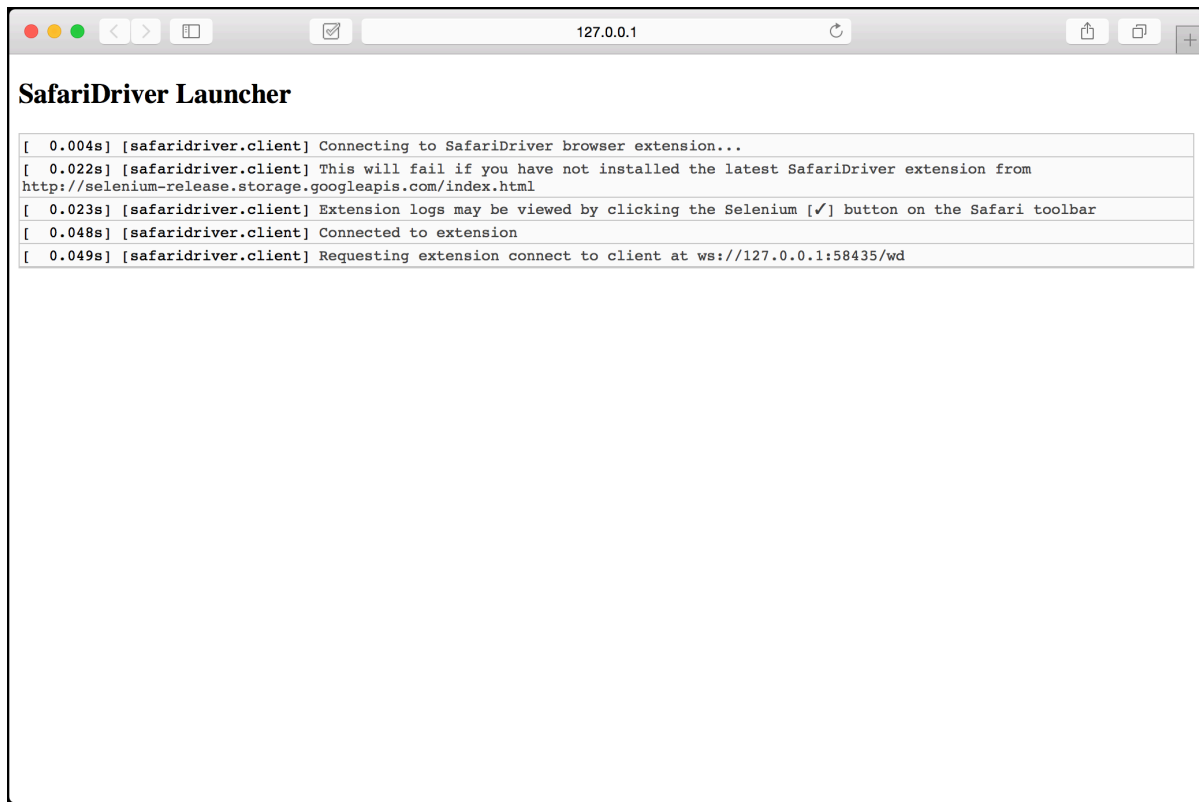 127.0.0.1
SafariDriver Launcher
[  0.004s] [safaridriver.client] Connecting to SafariDriver browser extension...
[  0.022s] [safaridriver.client] This will fail if you have not installed the latest SafariDriver extension from
http://selenium-release.storage.googleapis.com/index.html
[  0.023s] [safaridriver.client] Extension logs may be viewed by clicking the Selenium [✓] button on the Safari toolbar
[  0.048s] [safaridriver.client] Connected to extension
[  0.049s] [safaridriver.client] Requesting extension connect to client at ws://127.0.0.1:58435/wd